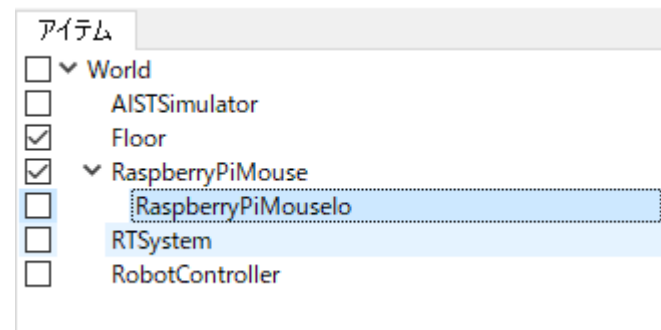 アイテム
World
AISTSimulator
Floor
RaspberryPiMouse
RaspberryPiMouseIo
RTSystem
RobotController